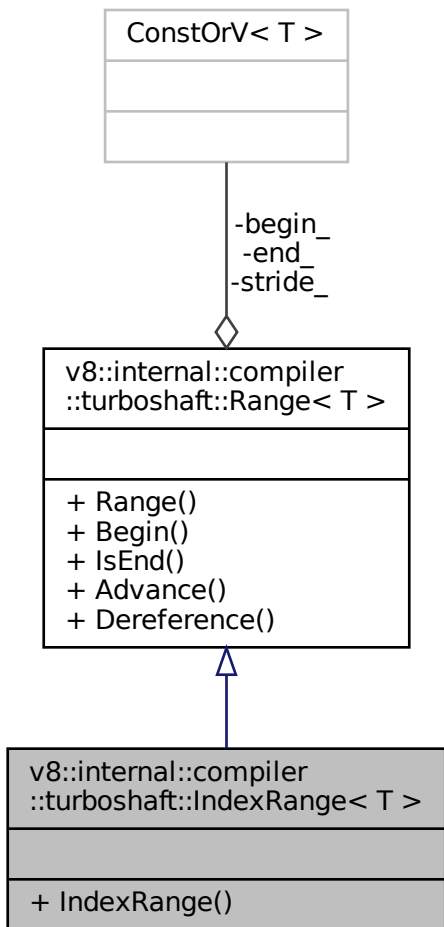 ConstOrV< T >
-begin_
-end_
-stride_
v8::internal::compiler
::turboshaft::Range< T >
+ Range()
+ Begin()
+ IsEnd()
+ Advance()
+ Dereference()
v8::internal::compiler
::turboshaft::IndexRange< T >
+ IndexRange()